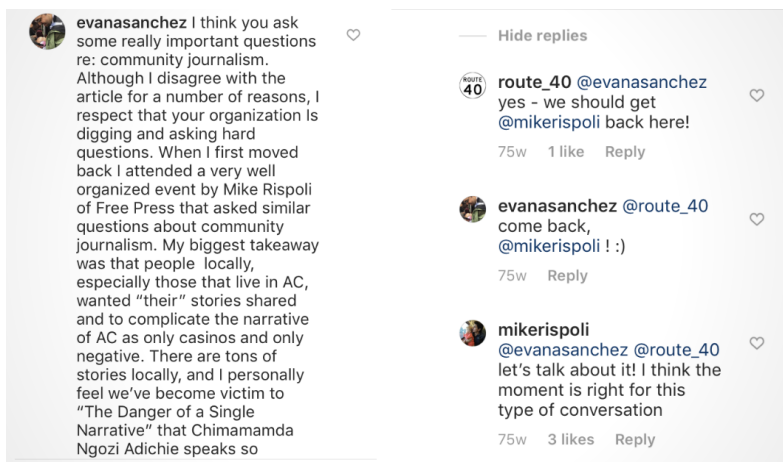 evanasanchez I think you ask
some really important questions
re: community journalism.
Although I disagree with the
article for a number of reasons, I
respect that your organization Is
digging and asking hard
questions. When I first moved
back I attended a very well
organized event by Mike Rispoli
of Free Press that asked similar
questions about community
journalism. My biggest takeaway
was that people locally,
especially those that live in AC,
wanted “their” stories shared
and to complicate the narrative
of AC as only casinos and only
negative. There are tons of
stories locally, and I personally
feel we’ve become victim to
“The Danger of a Single
Narrative” that Chimamamda
Ngozi Adichie speaks so
Hide replies
ROUTE
40
route_40 @evanasanchez
yes - we should get
@mikerispoli back here!
75w 1 like Reply
evanasanchez @route_40
come back,
@mikerispoli ! :)
75w Reply
mikerispoli
@evanasanchez @route_40
let’s talk about it! I think the
moment is right for this
type of conversation
75w 3 likes Reply